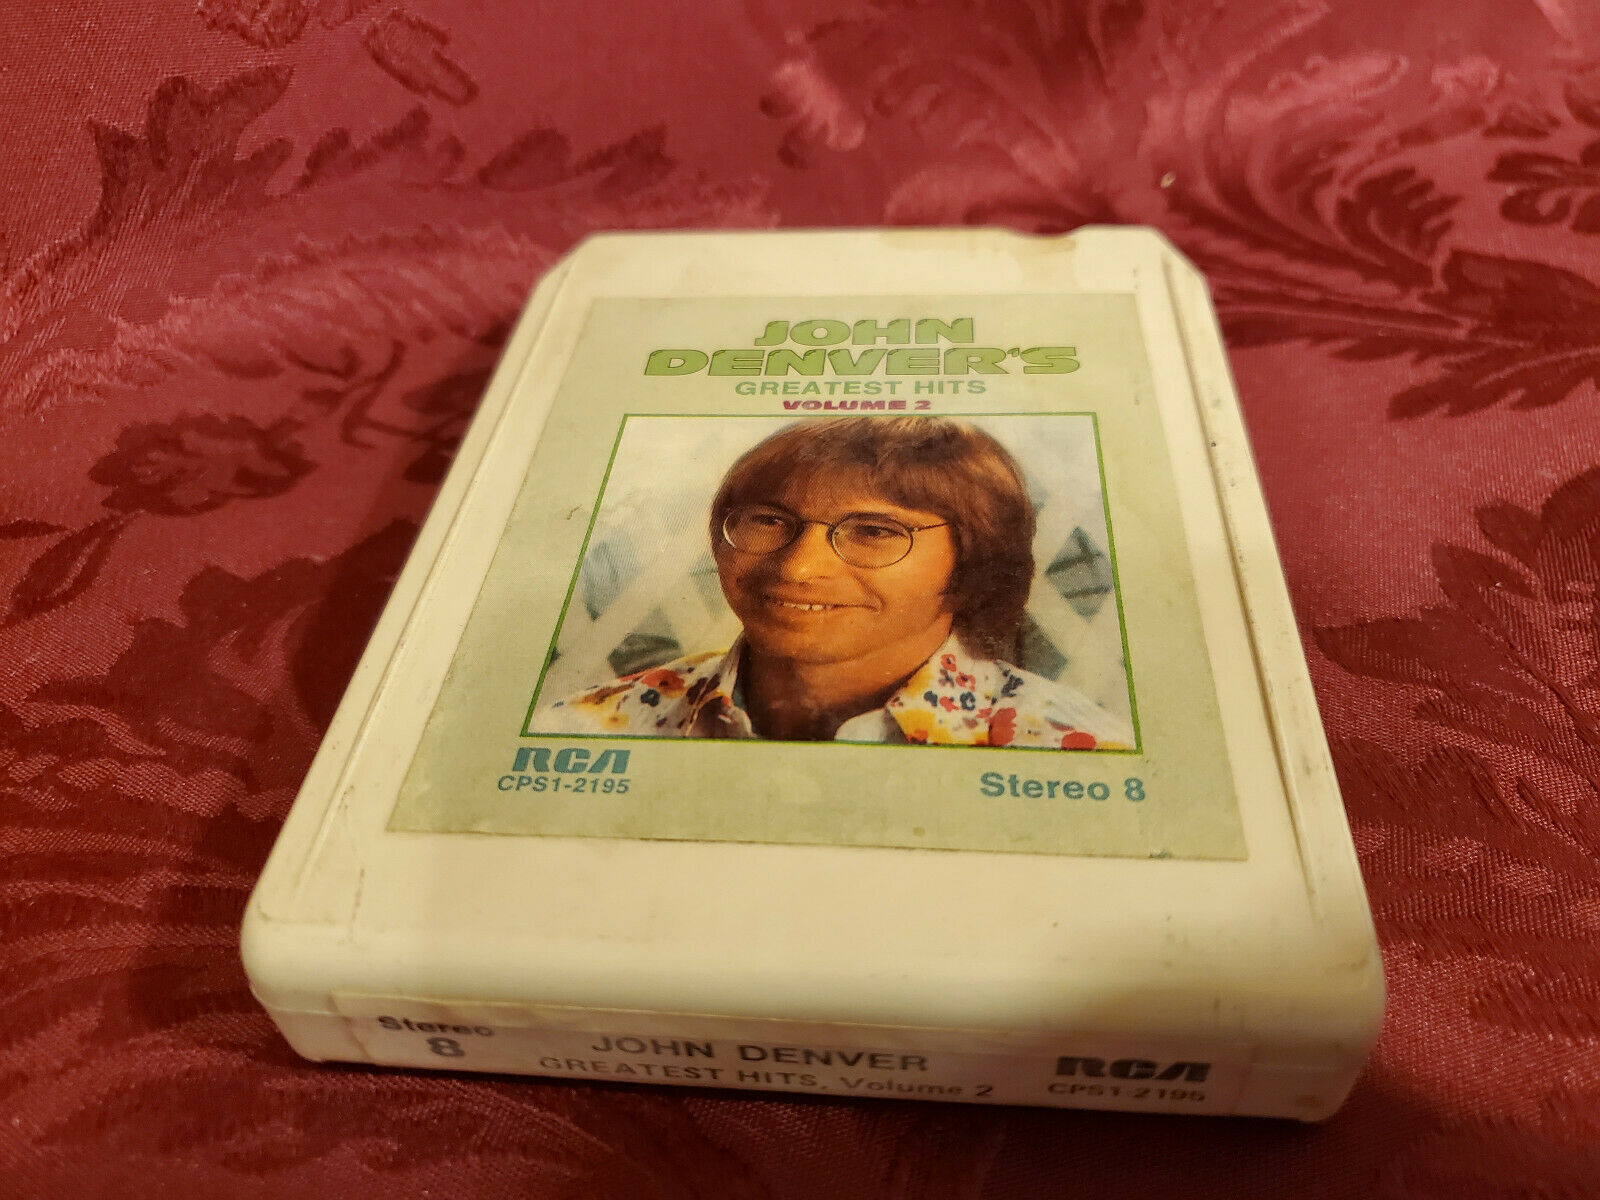 JOHN
DENVER'S
GREATEST HITS
VOLUME 2
RCA
CPS1-2195
Stereo 8
Stereo
8
JOHN DENVER
GREATEST HITS, Volume 2
RCA
CPS1-2195